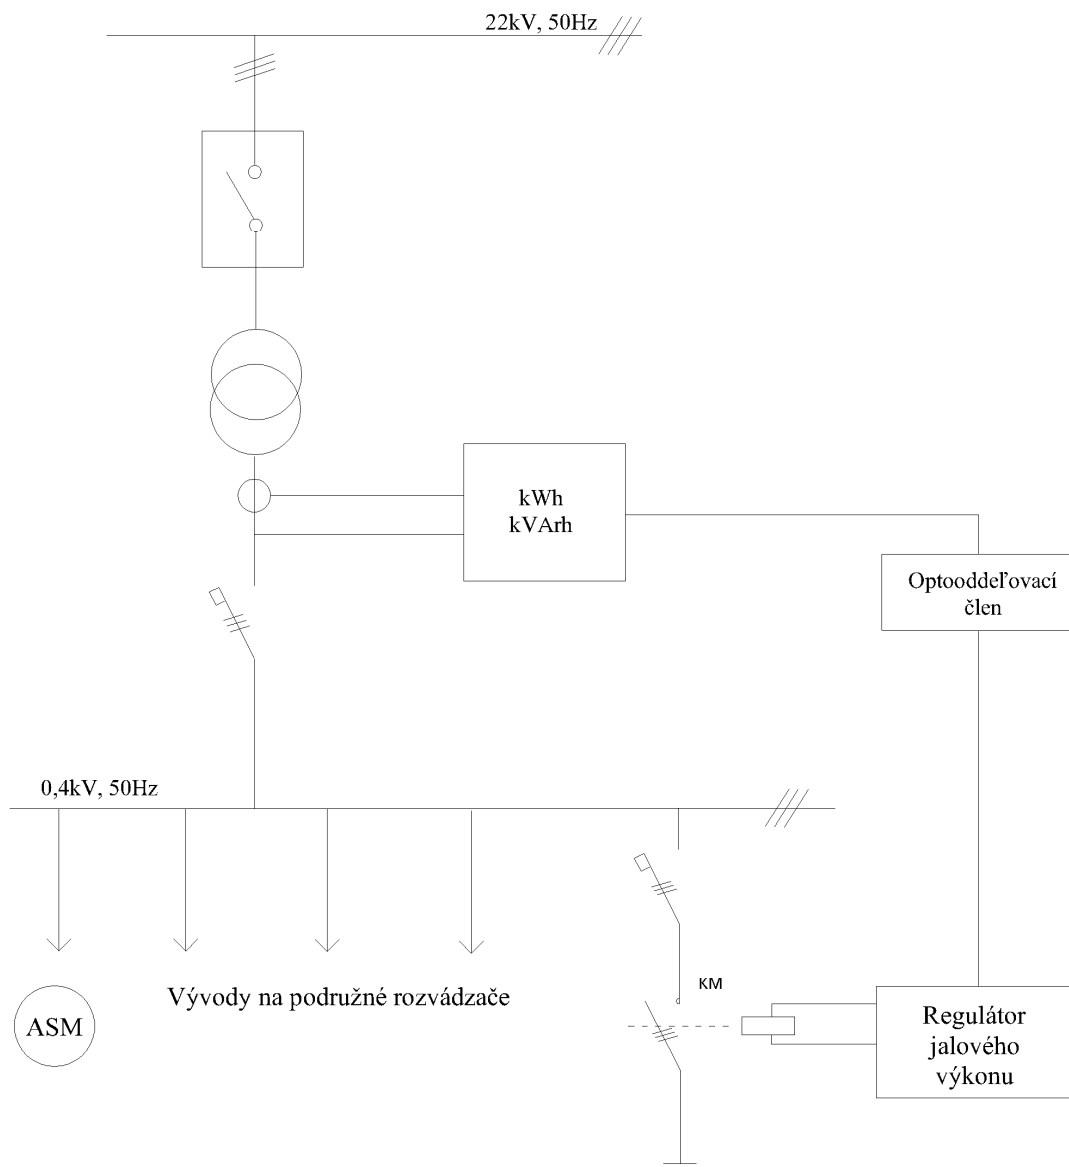 22kV, 50Hz
kWh
kVArh
Optooddeľovací
člen
0,4kV, 50Hz
Vývody na podružné rozvádzače
KM
ASM
Regulátor
jalového
výkonu